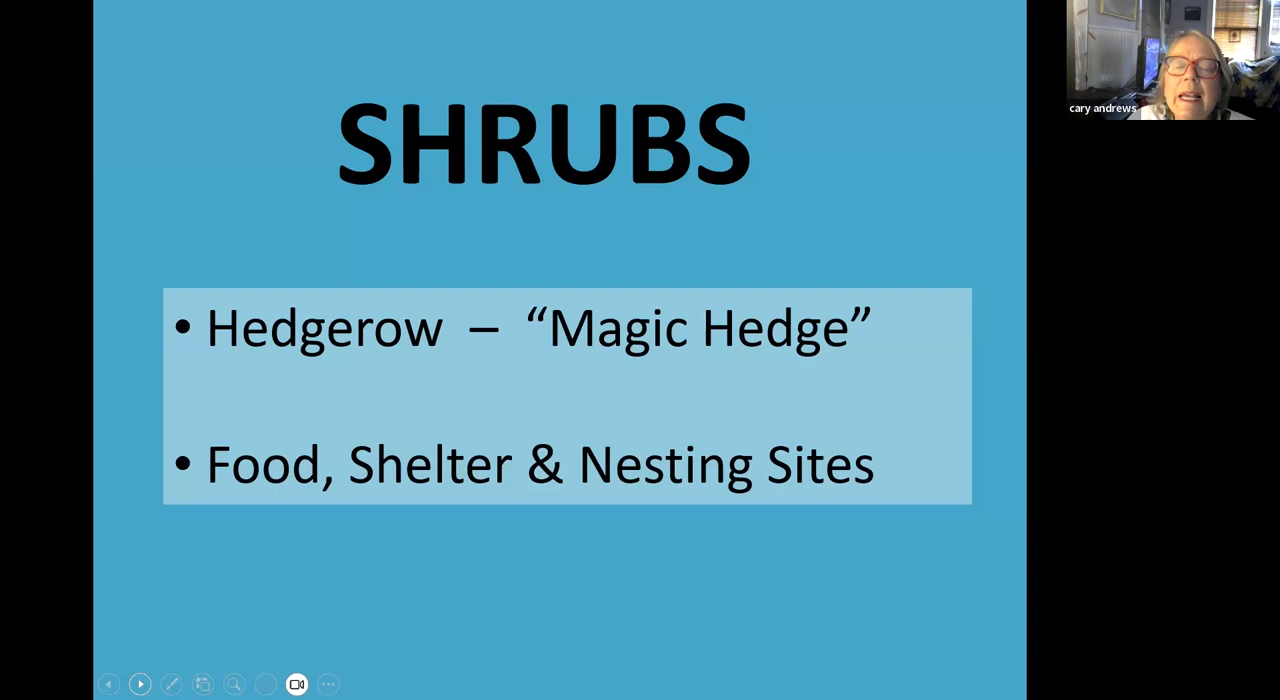 SHRUBS
• Hedgerow – “Magic Hedge”
• Food, Shelter & Nesting Sites
cary andrews